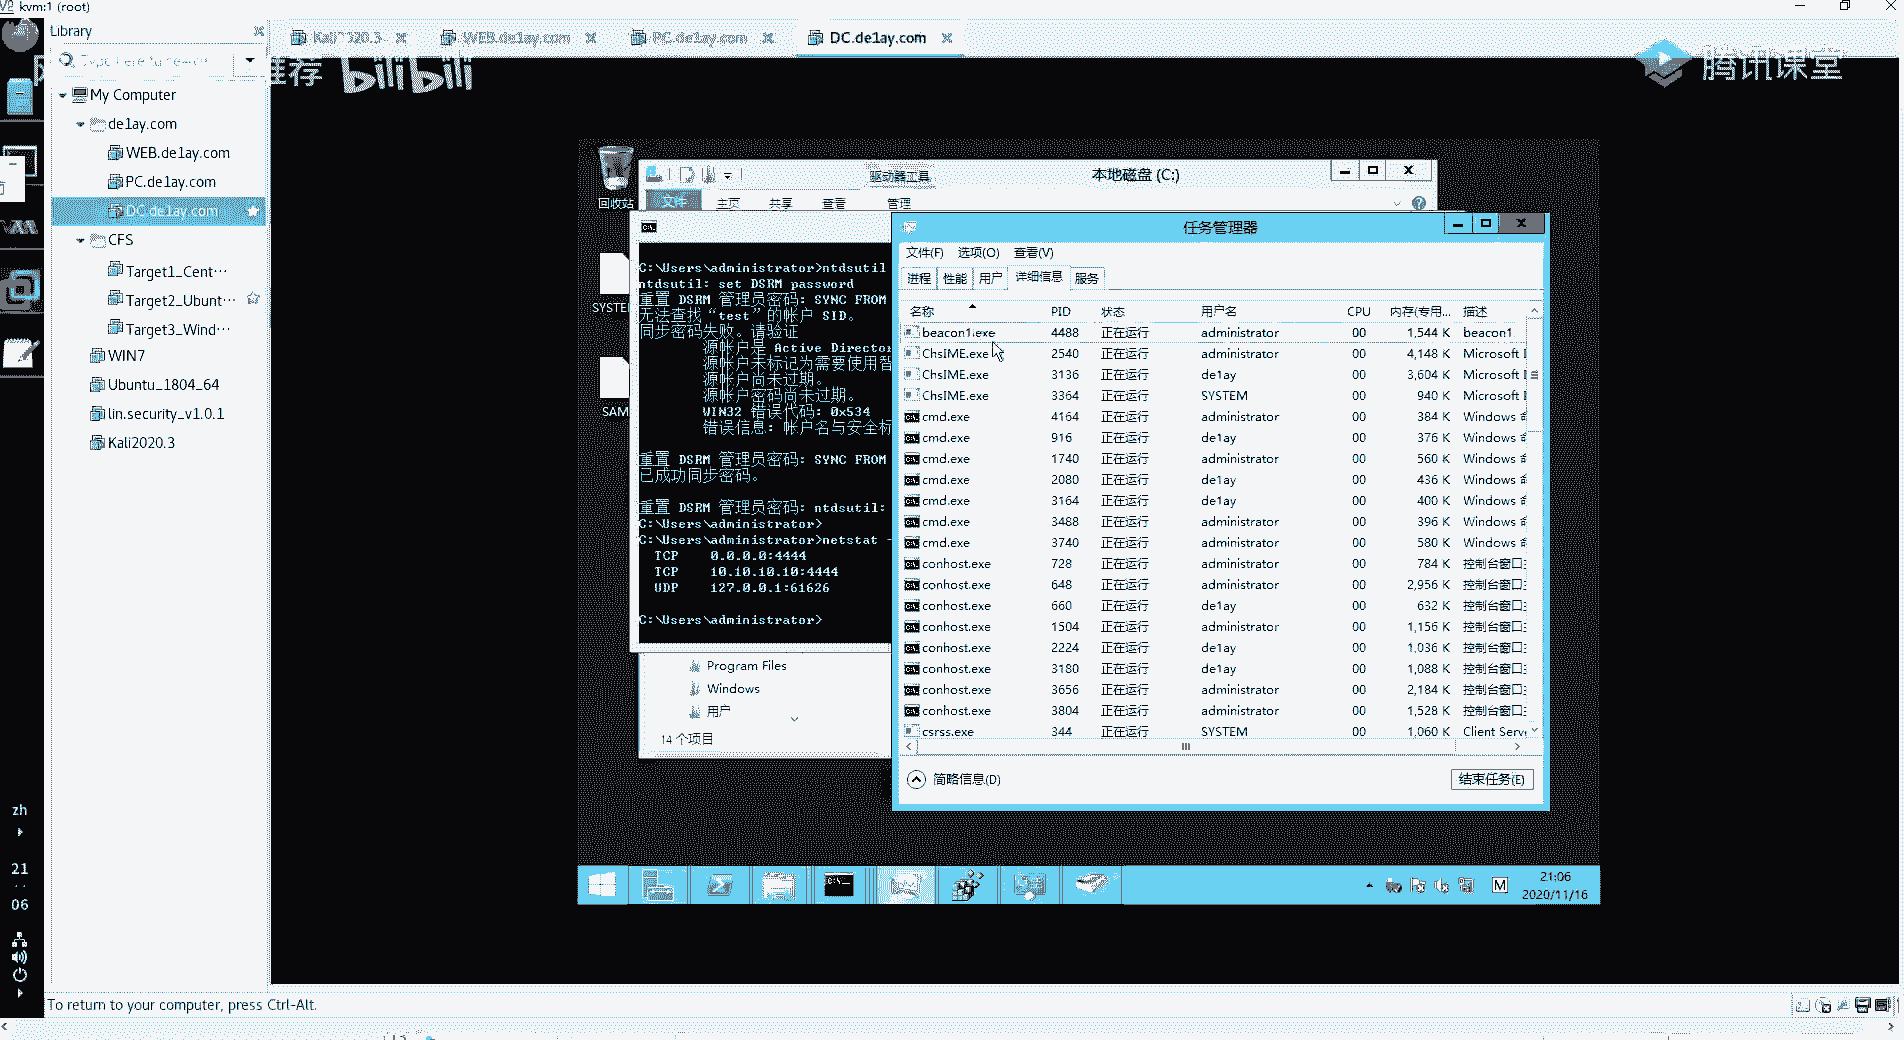 kvm:1 (root)
Library
Kali2020.3
WEB.de1ay.com
PC.de1ay.com
DC.de1ay.com
推荐 bilibili
腾讯课堂
My Computer
de1ay.com
WEB.de1ay.com
PC.de1ay.com
DC.de1ay.com
CFS
Target1_Cent···
Target2_Ubunt···
Target3_Wind···
WIN7
Ubuntu_1804_64
lin.security_v1.0.1
Kali2020.3
zh
21
06
回收站
SAM
驱动器工具
本地磁盘 (C:)
文件
主页
共享
查看
管理
C:\Users\administrator>ntdsutil
ntdsutil: set DSRM password
重置 DSRM 管理员密码: SYNC FROM
无法查找“test”的帐户 SID。
同步密码失败。请验证
源帐户是 Active Director
源帐户未标记为需要使用智
源帐户尚未过期。
源帐户密码尚未过期。
WIN32 错误代码: 0x534
错误信息: 帐户名与安全标
重置 DSRM 管理员密码: SYNC FROM
已成功同步密码。
重置 DSRM 管理员密码: ntdsutil:
C:\Users\administrator>
C:\Users\administrator>netstat -
TCP 0.0.0.0:4444
TCP 10.10.10.10:4444
UDP 127.0.0.1:61626
C:\Users\administrator>
Program Files
Windows
用户
14 个项目
任务管理器
文件(F) 选项(O) 查看(V)
进程 性能 用户 详细信息 服务
名称 PID 状态 用户名 CPU 内存(专用... 描述
beacon1.exe 4488 正在运行 administrator 00 1,544 K beacon1
ChsIME.exe 2540 正在运行 administrator 00 4,148 K Microsoft I
ChsIME.exe 3136 正在运行 de1ay 00 3,604 K Microsoft I
ChsIME.exe 3364 正在运行 SYSTEM 00 940 K Microsoft I
cmd.exe 4164 正在运行 administrator 00 384 K Windows 命
cmd.exe 916 正在运行 de1ay 00 376 K Windows 命
cmd.exe 1740 正在运行 administrator 00 560 K Windows 命
cmd.exe 2080 正在运行 de1ay 00 436 K Windows 命
cmd.exe 3164 正在运行 de1ay 00 400 K Windows 命
cmd.exe 3488 正在运行 administrator 00 396 K Windows 命
cmd.exe 3740 正在运行 administrator 00 580 K Windows 命
conhost.exe 728 正在运行 administrator 00 784 K 控制台窗口主
conhost.exe 648 正在运行 administrator 00 2,956 K 控制台窗口主
conhost.exe 660 正在运行 de1ay 00 632 K 控制台窗口主
conhost.exe 1504 正在运行 administrator 00 1,156 K 控制台窗口主
conhost.exe 2224 正在运行 de1ay 00 1,036 K 控制台窗口主
conhost.exe 3180 正在运行 de1ay 00 1,088 K 控制台窗口主
conhost.exe 3656 正在运行 administrator 00 2,184 K 控制台窗口主
conhost.exe 3804 正在运行 administrator 00 1,528 K 控制台窗口主
csrss.exe 344 正在运行 SYSTEM 00 1,060 K Client Serv
简略信息(D)
结束任务(E)
M
21:06
2020/11/16
To return to your computer, press Ctrl-Alt.